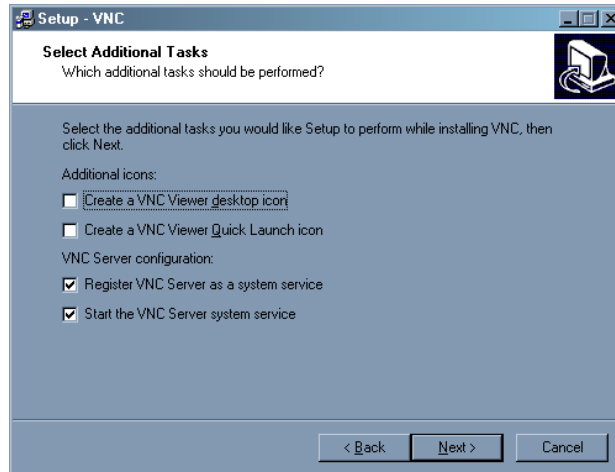 Setup - VNC
Select Additional Tasks
Which additional tasks should be performed?
Select the additional tasks you would like Setup to perform while installing VNC, then
click Next.
Additional icons:
Create a VNC Viewer desktop icon
Create a VNC Viewer Quick Launch icon
VNC Server configuration:
Register VNC Server as a system service
Start the VNC Server system service
< Back
Next >
Cancel